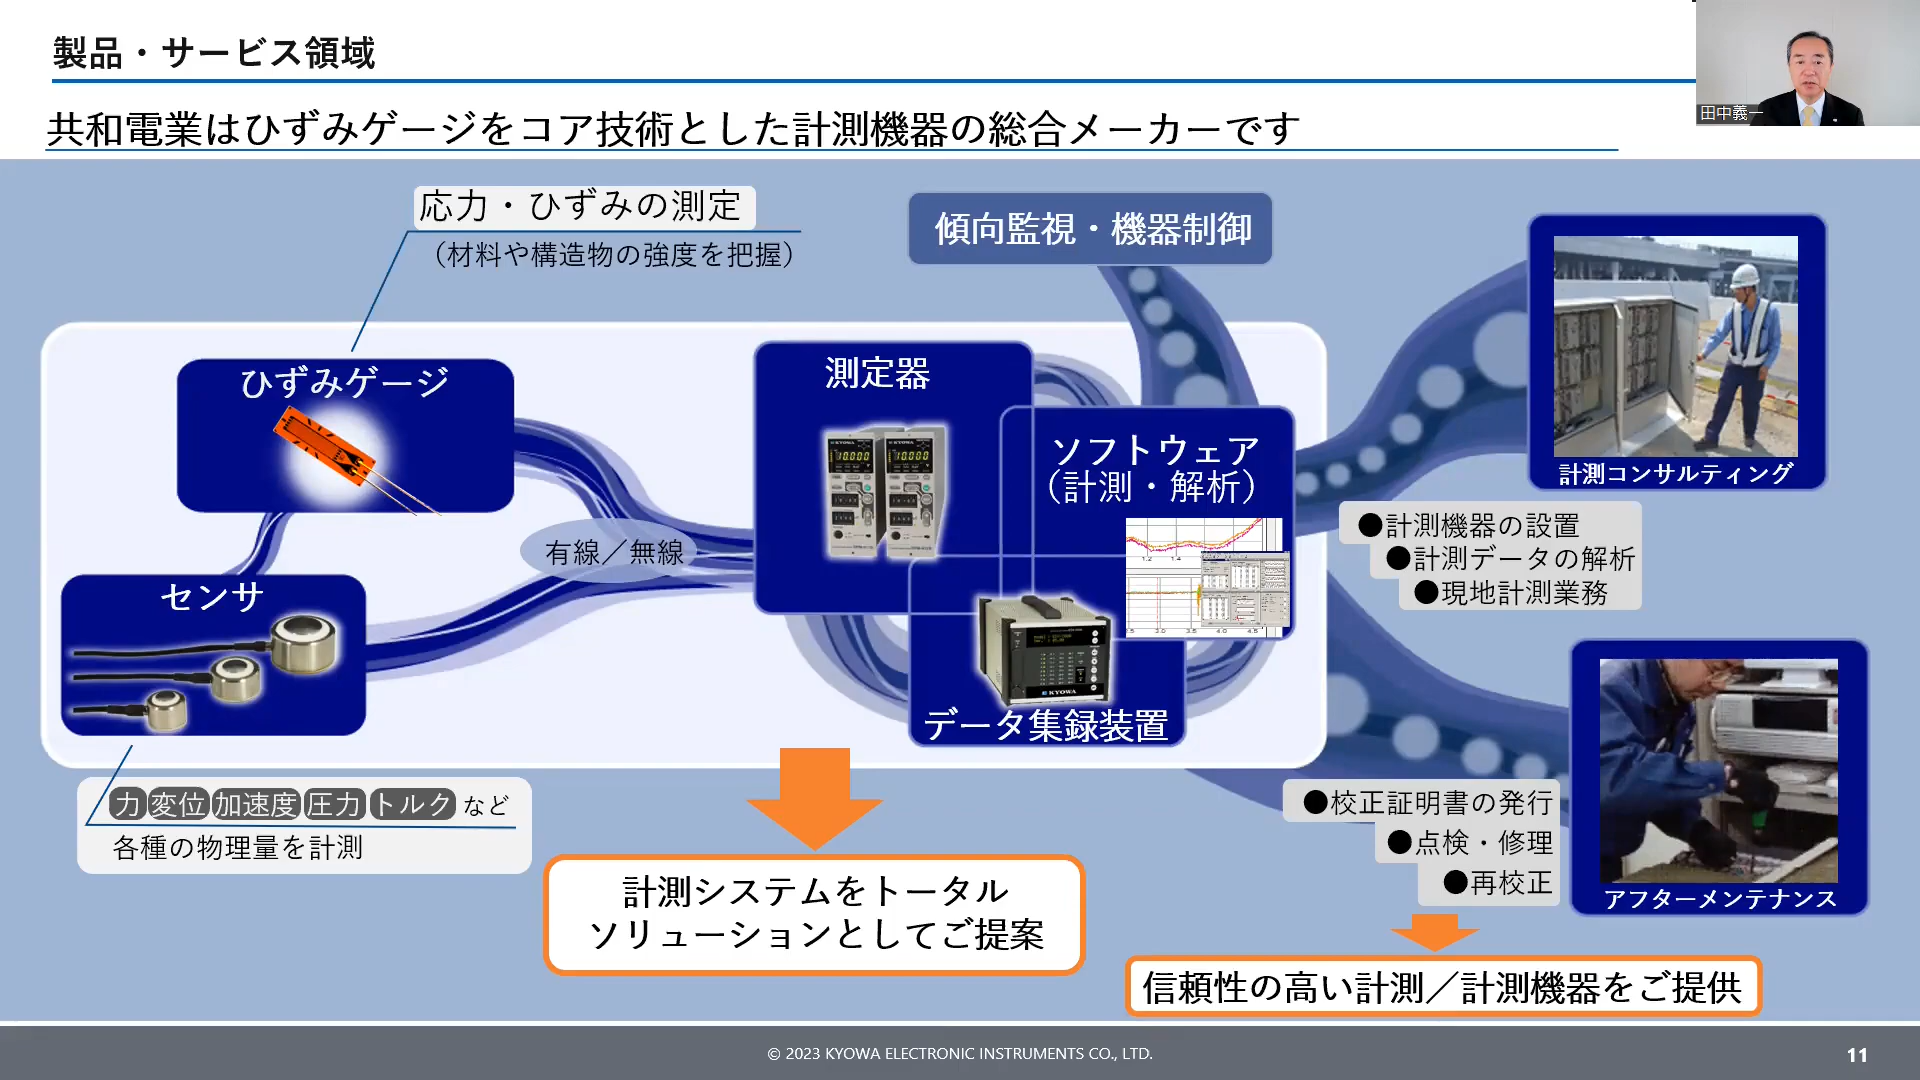 製品・サービス領域
田中義一
共和電業はひずみゲージをコア技術とした計測機器の総合メーカーです
応力・ひずみの測定
（材料や構造物の強度を把握）
傾向監視・機器制御
ひずみゲージ
測定器
ソフトウェア
（計測・解析）
計測コンサルティング
有線／無線
●計測機器の設置
●計測データの解析
●現地計測業務
センサ
KYOWA
データ集録装置
力 変位 加速度 圧力 トルク など
各種の物理量を計測
●校正証明書の発行
●点検・修理
●再校正
アフターメンテナンス
計測システムをトータル
ソリューションとしてご提案
信頼性の高い計測／計測機器をご提供
© 2023 KYOWA ELECTRONIC INSTRUMENTS CO., LTD.
11